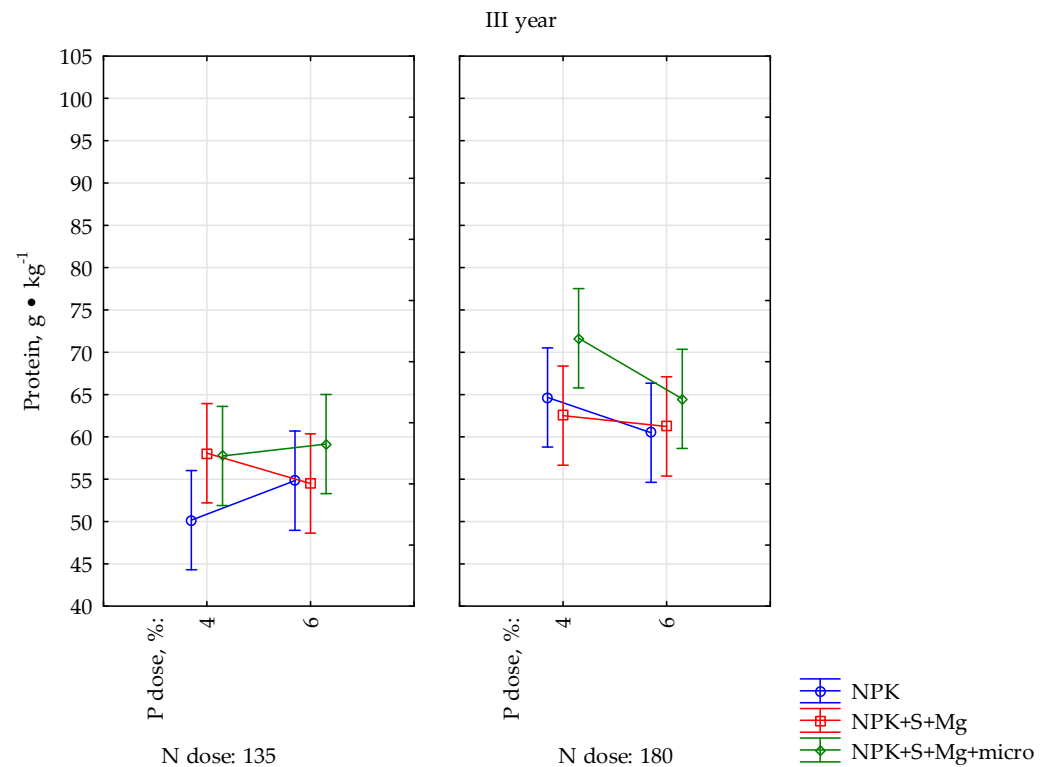 III year
Protein, g • kg-1
105
100
95
90
85
80
75
70
65
60
55
50
45
40
P dose, %:
4
6
P dose, %:
4
6
N dose: 135
N dose: 180
NPK
NPK+S+Mg
NPK+S+Mg+micro